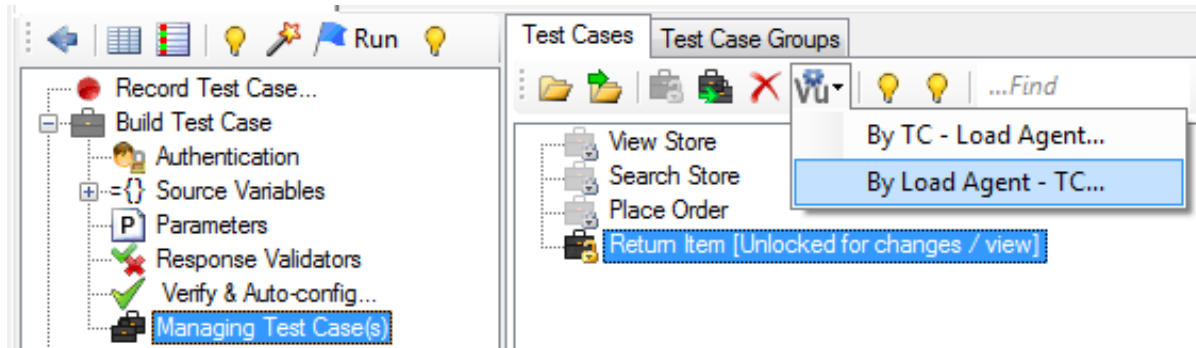 Run
Record Test Case...
Build Test Case
Authentication
={} Source Variables
P Parameters
Response Validators
Verify & Auto-config...
Managing Test Case(s)
Test Cases Test Case Groups
Vu ...Find
By TC - Load Agent...
By Load Agent - TC...
View Store
Search Store
Place Order
Return Item [Unlocked for changes / view]